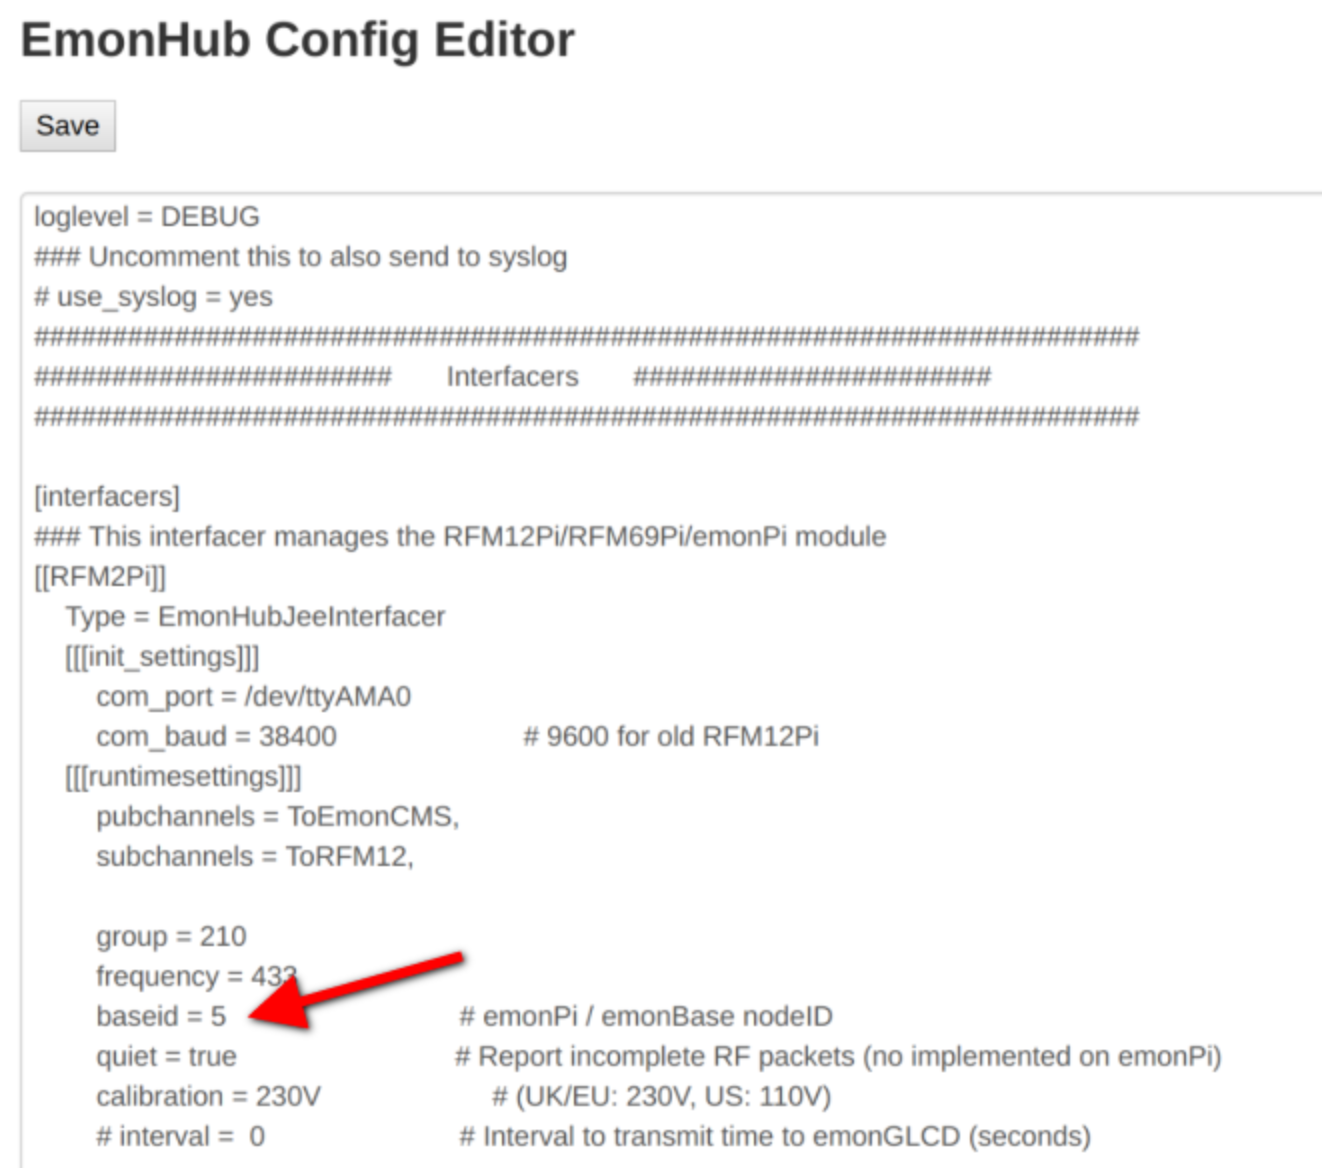 EmonHub Config Editor
Save
loglevel = DEBUG
### Uncomment this to also send to syslog
# use_syslog = yes
#######################################################################
#######################    Interfacers    #######################
#######################################################################
[interfacers]
### This interfacer manages the RFM12Pi/RFM69Pi/emonPi module
[[RFM2Pi]]
Type = EmonHubJeeInterfacer
[[[init_settings]]]
com_port = /dev/ttyAMA0
com_baud = 38400    # 9600 for old RFM12Pi
[[[runtimesettings]]]
pubchannels = ToEmonCMS,
subchannels = ToRFM12,
group = 210
frequency = 433
baseid = 5    # emonPi / emonBase nodeID
quiet = true    # Report incomplete RF packets (no implemented on emonPi)
calibration = 230V    # (UK/EU: 230V, US: 110V)
# interval =  0    # Interval to transmit time to emonGLCD (seconds)